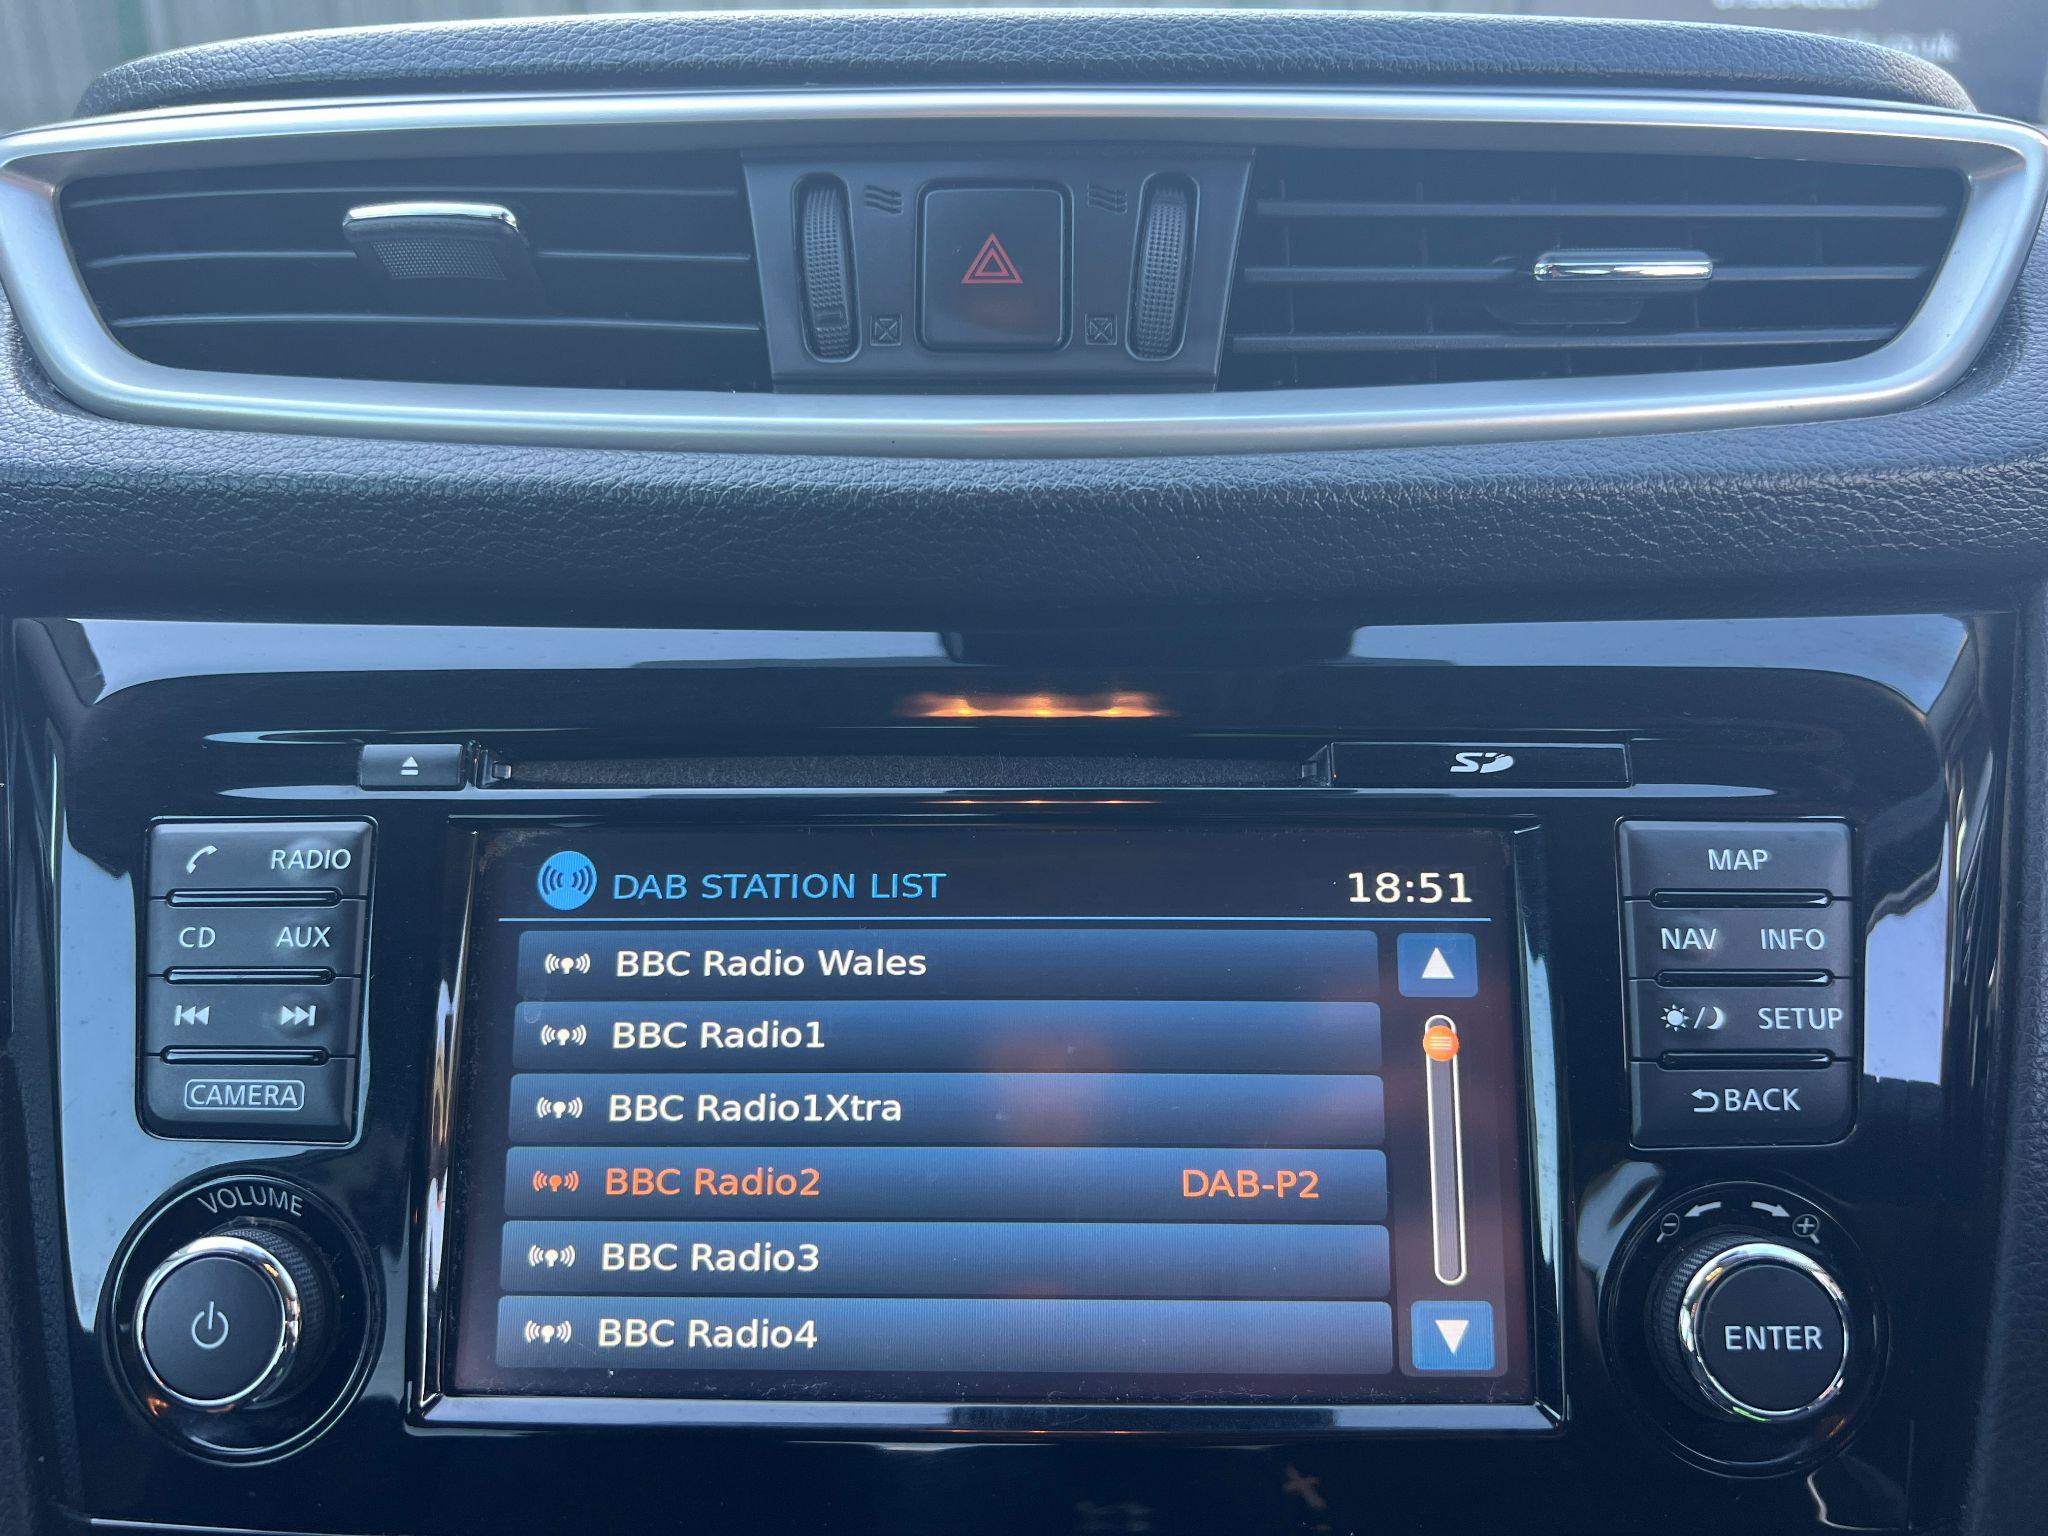 SD
RADIO
CD AUX
CAMERA
VOLUME
DAB STATION LIST 18:51
BBC Radio Wales
BBC Radio1
BBC Radio1Xtra
BBC Radio2 DAB-P2
BBC Radio3
BBC Radio4
MAP
NAV INFO
SETUP
BACK
ENTER